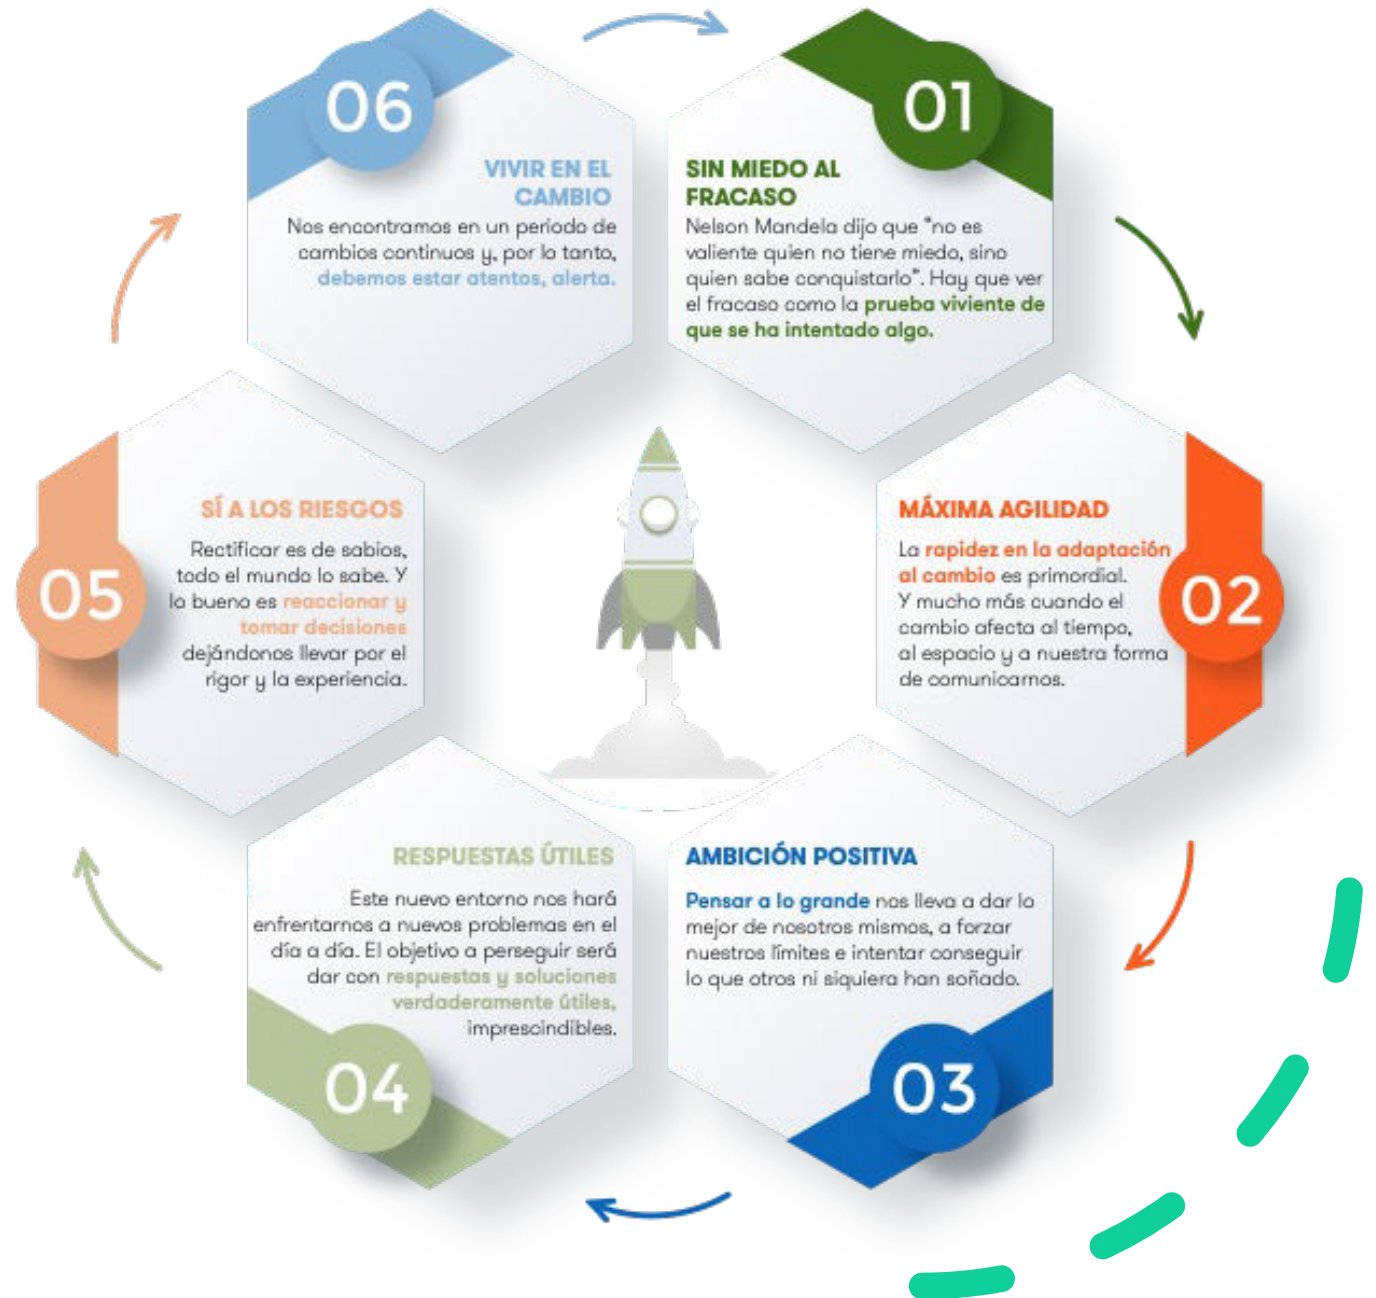 01
SIN MIEDO AL
FRACASO
Nelson Mandela dijo que "no es
valiente quien no tiene miedo, sino
quien sabe conquistarlo". Hay que ver
el fracaso como la prueba viviente de
que se ha intentado algo.
02
MÁXIMA AGILIDAD
La rapidez en la adaptación
al cambio es primordial.
Y mucho más cuando el
cambio afecta al tiempo,
al espacio y a nuestra forma
de comunicarnos.
03
AMBICIÓN POSITIVA
Pensar a lo grande nos lleva a dar lo
mejor de nosotros mismos, a forzar
nuestros límites e intentar conseguir
lo que otros ni siquiera han soñado.
04
RESPUESTAS ÚTILES
Este nuevo entorno nos hará
enfrentarnos a nuevos problemas en el
día a día. El objetivo a perseguir será
dar con respuestas y soluciones
verdaderamente útiles,
imprescindibles.
05
SÍ A LOS RIESGOS
Rectificar es de sabios,
todo el mundo lo sabe. Y
lo bueno es reaccionar y
tomar decisiones
dejándonos llevar por el
rigor y la experiencia.
06
VIVIR EN EL
CAMBIO
Nos encontramos en un período de
cambios continuos y, por lo tanto,
debemos estar atentos, alerta.